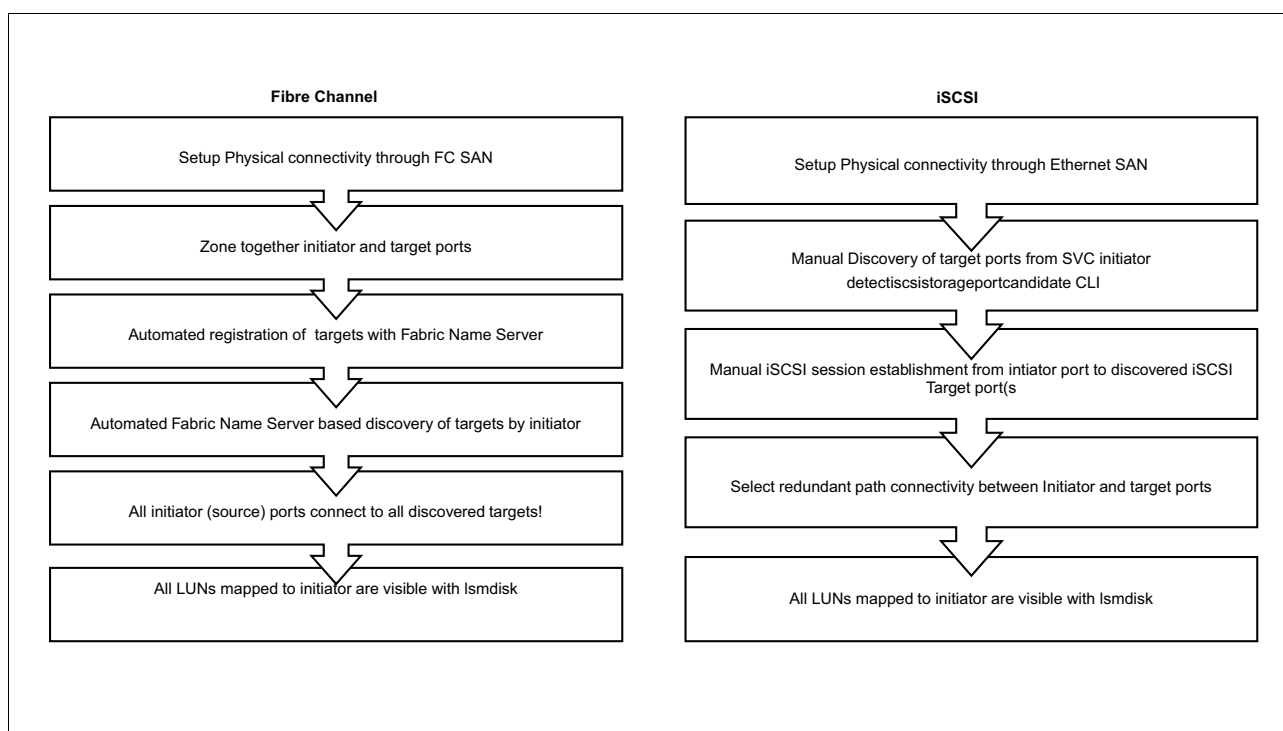 Fibre Channel
Setup Physical connectivity through FC SAN
Zone together initiator and target ports
Automated registration of targets with Fabric Name Server
Automated Fabric Name Server based discovery of targets by initiator
All initiator (source) ports connect to all discovered targets!
All LUNs mapped to initiator are visible with lsmdisk
iSCSI
Setup Physical connectivity through Ethernet SAN
Manual Discovery of target ports from SVC initiator
detectiscsistorageportcandidate CLI
Manual iSCSI session establishment from intiator port to discovered iSCSI
Target port(s
Select redundant path connectivity between Initiator and target ports
All LUNs mapped to initiator are visible with lsmdisk